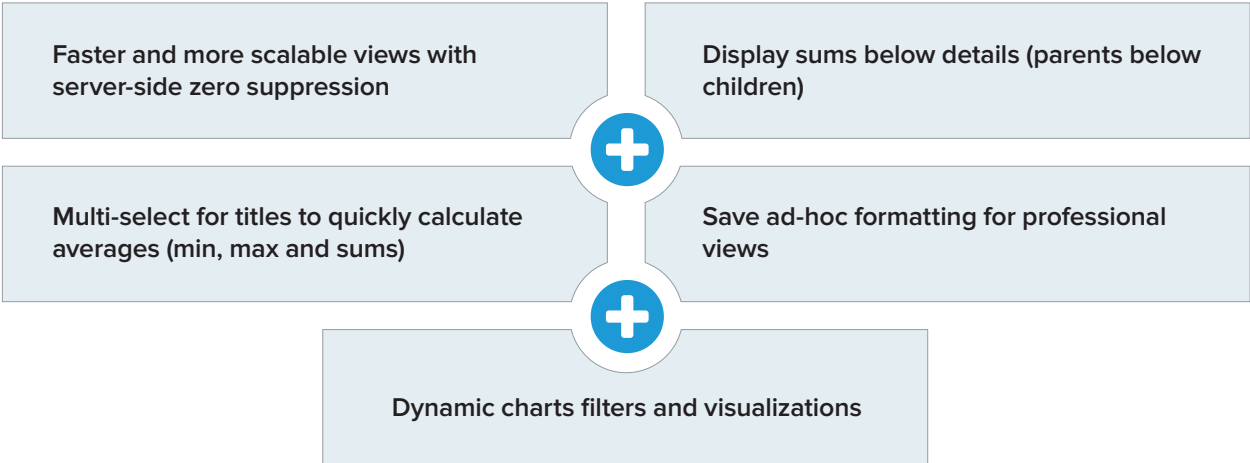 Faster and more scalable views with
server-side zero suppression
Display sums below details (parents below
children)
Multi-select for titles to quickly calculate
averages (min, max and sums)
Save ad-hoc formatting for professional
views
Dynamic charts filters and visualizations